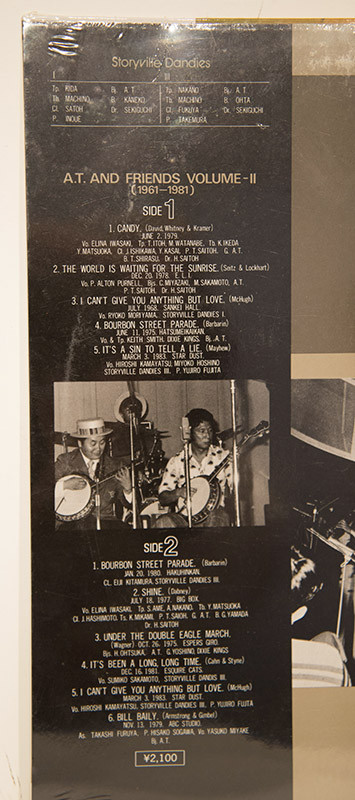 Storyville Dandies
I III
Tp. KIDA Bj. A.T. Tp. NAKANO Bj. A.T.
Tb. MACHINO B. KANEKO Tb. MACHINO B. OHTA
Cl. SATOH Dr. SEKIGUCHI Cl. FUKUYA Dr. SEKIGUCHI
P. INOUE P. TAKEMURA
A.T. AND FRIENDS VOLUME-II
(1961—1981)
SIDE 1
1. CANDY. (David, Whitney & Kramer)
JUNE 2, 1979.
Vo. ELINA IWASAKI. Tp. T. ITOH, M. WATANABE. Tb. K. IKEDA
Y. MATSUOKA, Cl. J. ISHIKAWA, Y. KASAI, P. T. SAITOH. G. A.T.
B. T. SHIRASU. Dr. H. SAITOH
2. THE WORLD IS WAITING FOR THE SUNRISE. (Seitz & Lockhart)
DEC. 20, 1978. E. L. L.
Vo. P. ALTON PURNELL, Bjs. G. MIYAZAKI, M. SAKAMOTO, A.T.
P. T. SAITOH. Dr. H. SAITOH
3. I CAN'T GIVE YOU ANYTHING BUT LOVE. (McHugh)
JULY 1968. SANKEI HALL.
Vo. RYOKO MORIYAMA, STORYVILLE DANDIES I.
4. BOURBON STREET PARADE. (Barbarin)
JUNE 11, 1975. HATSUMEIKAIKAN.
Vo. & Tp. KEITH SMITH, DIXIE KINGS Bj. A.T.
5. IT'S A SIN TO TELL A LIE. (Mayhew)
MARCH 3, 1983. STAR DUST.
Vo. HIROSHI KAMAYATSU, MIYOKO HOSHINO
STORYVILLE DANDIES III. P. YUJIRO FUJITA
SIDE 2
1. BOURBON STREET PARADE. (Barbarin)
JAN. 20, 1980. HAKUHINKAN.
CL. EIJI KITAMURA, STORYVILLE DANDIES III.
2. SHINE. (Dabney)
JULY 18, 1977. BIG BOX.
Vo. ELINA IWASAKI, Tp. S. AME, A. NAKANO. Tb. Y. MATSUOKA
Cl. J. HASHIMOTO, Ts. K. MIKAMI, P. T. SAIOH. G. A.T. B. G. YAMADA
Dr. H. SAITOH
3. UNDER THE DOUBLE EAGLE MARCH.
(Wagner) OCT. 26, 1975. ESPERS GIRO.
Bjs. H. OHTSUKA, A.T. G. YOSHINO, DIXIE KINGS
4. IT'S BEEN A LONG, LONG TIME. (Cahn & Styne)
DEC. 16, 1981. ESQUIRE CATS.
Vo. SUMIKO SAKAMOTO, STORYVILLE DANDIES III.
5. I CAN'T GIVE YOU ANYTHING BUT LOVE. (McHugh)
MARCH 3, 1983. STAR DUST.
Vo. HIROSHI KAMAYATSU, STORYVILLE DANDIES III. P. YUJIRO FUJITA
6. BILL BAILY. (Armstrong & Gimbel)
NOV. 13, 1979. ABC STUDIO.
As. TAKASHI FURUYA, P. HISAKO SOGAWA, Vo. YASUKO MIYAKE
Bj. A.T.
¥2,100